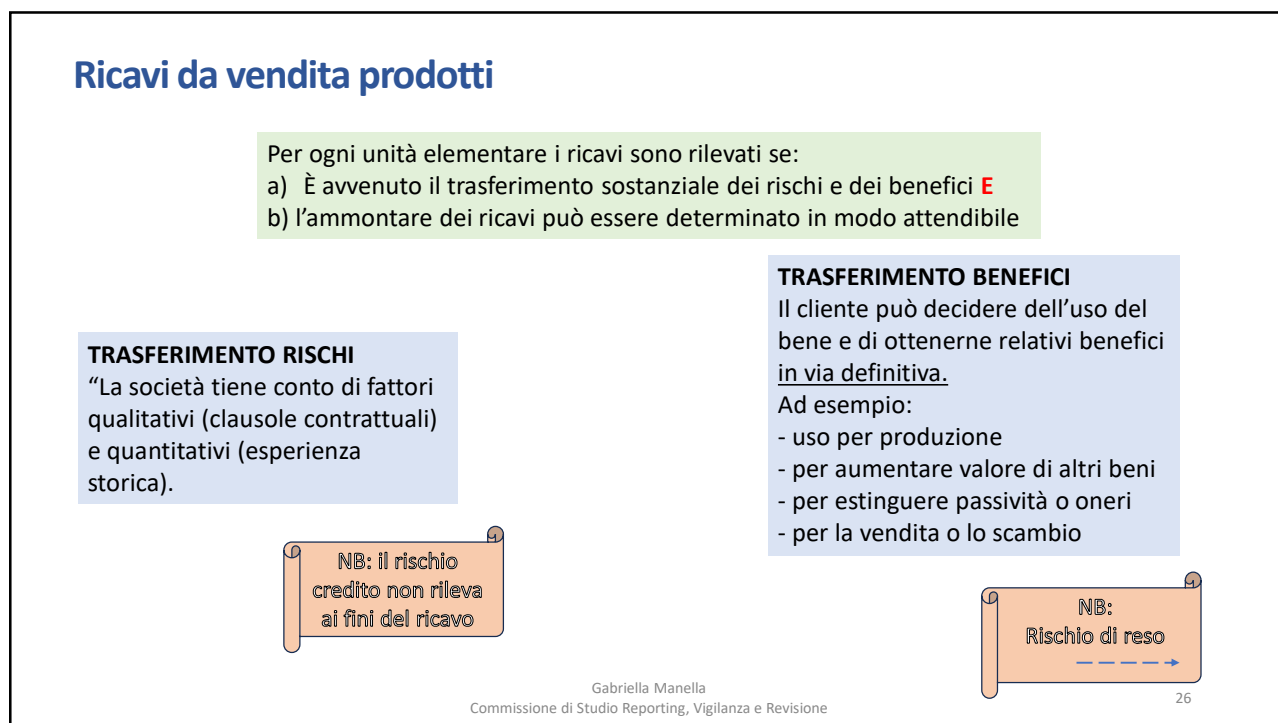 Ricavi da vendita prodotti
Per ogni unità elementare i ricavi sono rilevati se:
a) È avvenuto il trasferimento sostanziale dei rischi e dei benefici E
b) l’ammontare dei ricavi può essere determinato in modo attendibile
TRASFERIMENTO RISCHI
“La società tiene conto di fattori
qualitativi (clausole contrattuali)
e quantitativi (esperienza
storica).
NB: il rischio
credito non rileva
ai fini del ricavo
TRASFERIMENTO BENEFICI
Il cliente può decidere dell’uso del
bene e di ottenerne relativi benefici
in via definitiva.
Ad esempio:
- uso per produzione
- per aumentare valore di altri beni
- per estinguere passività o oneri
- per la vendita o lo scambio
NB:
Rischio di reso
Gabriella Manella
Commissione di Studio Reporting, Vigilanza e Revisione
26